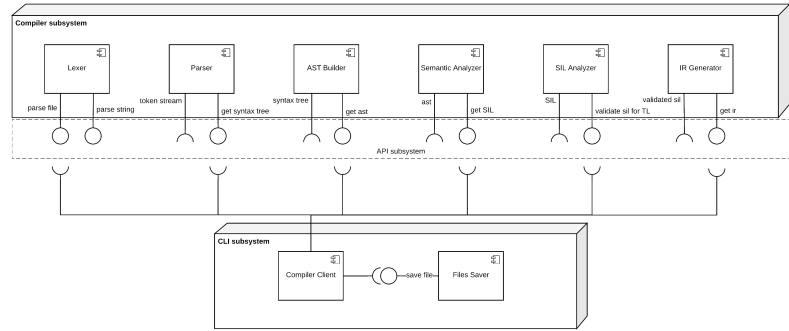 Compiler subsystem
Lexer
Parser
AST Builder
Semantic Analyzer
SIL Analyzer
IR Generator
parse file
parse string
token stream
get syntax tree
syntax tree
get ast
ast
get SIL
SIL
validate sil for TL
validated sil
get ir
API subsystem
CLI subsystem
Compiler Client
save file
Files Saver